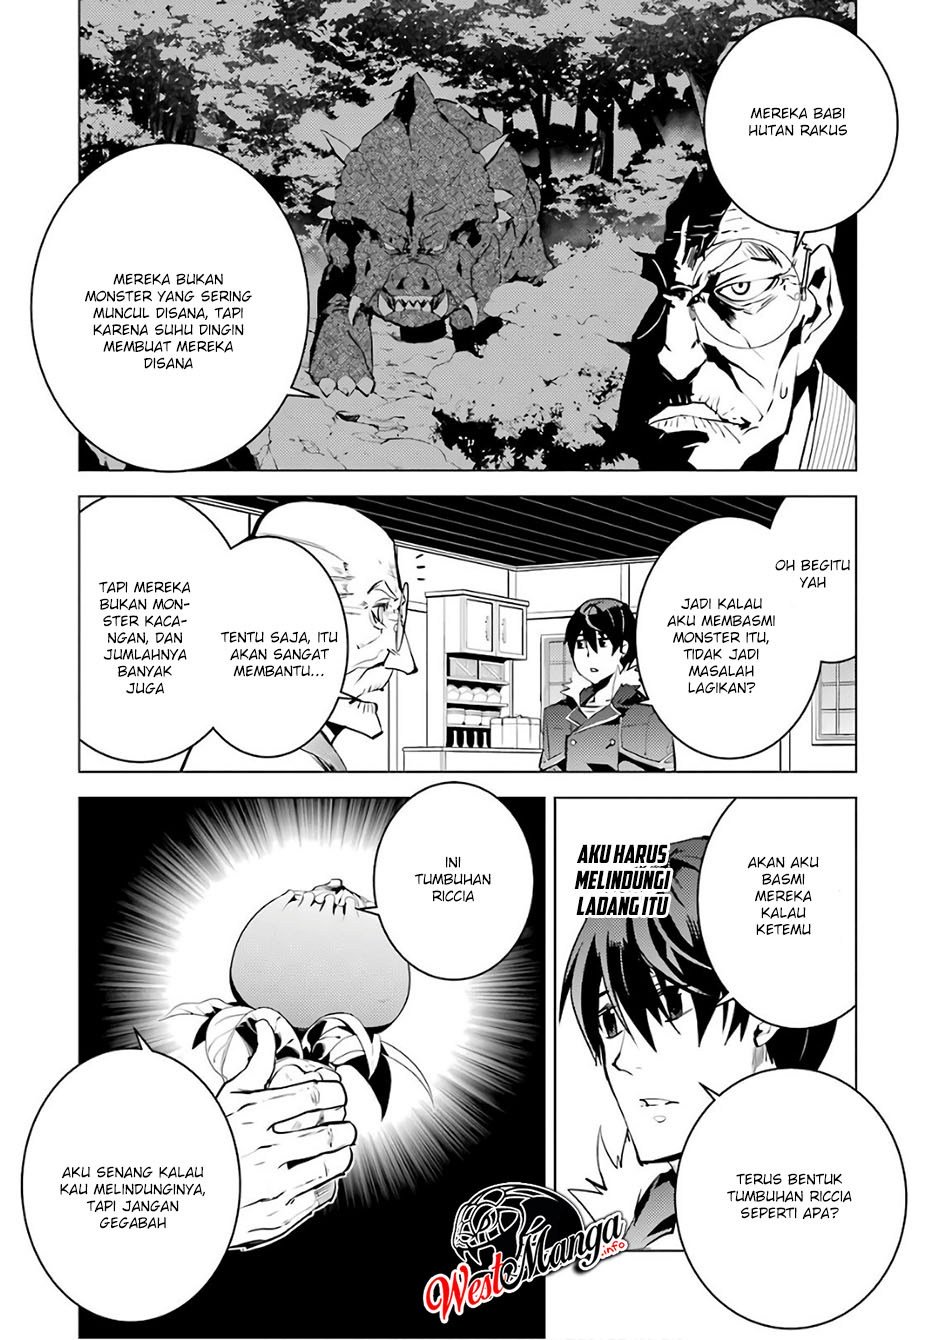 MEREKA BABI
HUTAN RAKUS
MEREKA BUKAN
MONSTER YANG SERING
MUNCUL DISANA, TAPI
KARENA SUHU DINGIN
MEMBUAT MEREKA
DISANA
OH BEGITU
YAH
JADI KALAU
AKU MEMBASMI
MONSTER ITU,
TIDAK JADI
MASALAH
LAGIKAN?
TENTU SAJA, ITU
AKAN SANGAT
MEMBANTU...
TAPI MEREKA
BUKAN MON-
STER KACA-
NGAN, DAN
JUMLAHNYA
BANYAK
JUGA
AKAN AKU
BASMI
MEREKA
KALAU
KETEMU
AKU HARUS
MELINDUNGI
LADANG ITU
TERUS BENTUK
TUMBUHAN RICCIA
SEPERTI APA?
INI
TUMBUHAN
RICCIA
AKU SENANG KALAU
KAU MELINDUNGINYA,
TAPI JANGAN
GEGABAH
WestManga.info